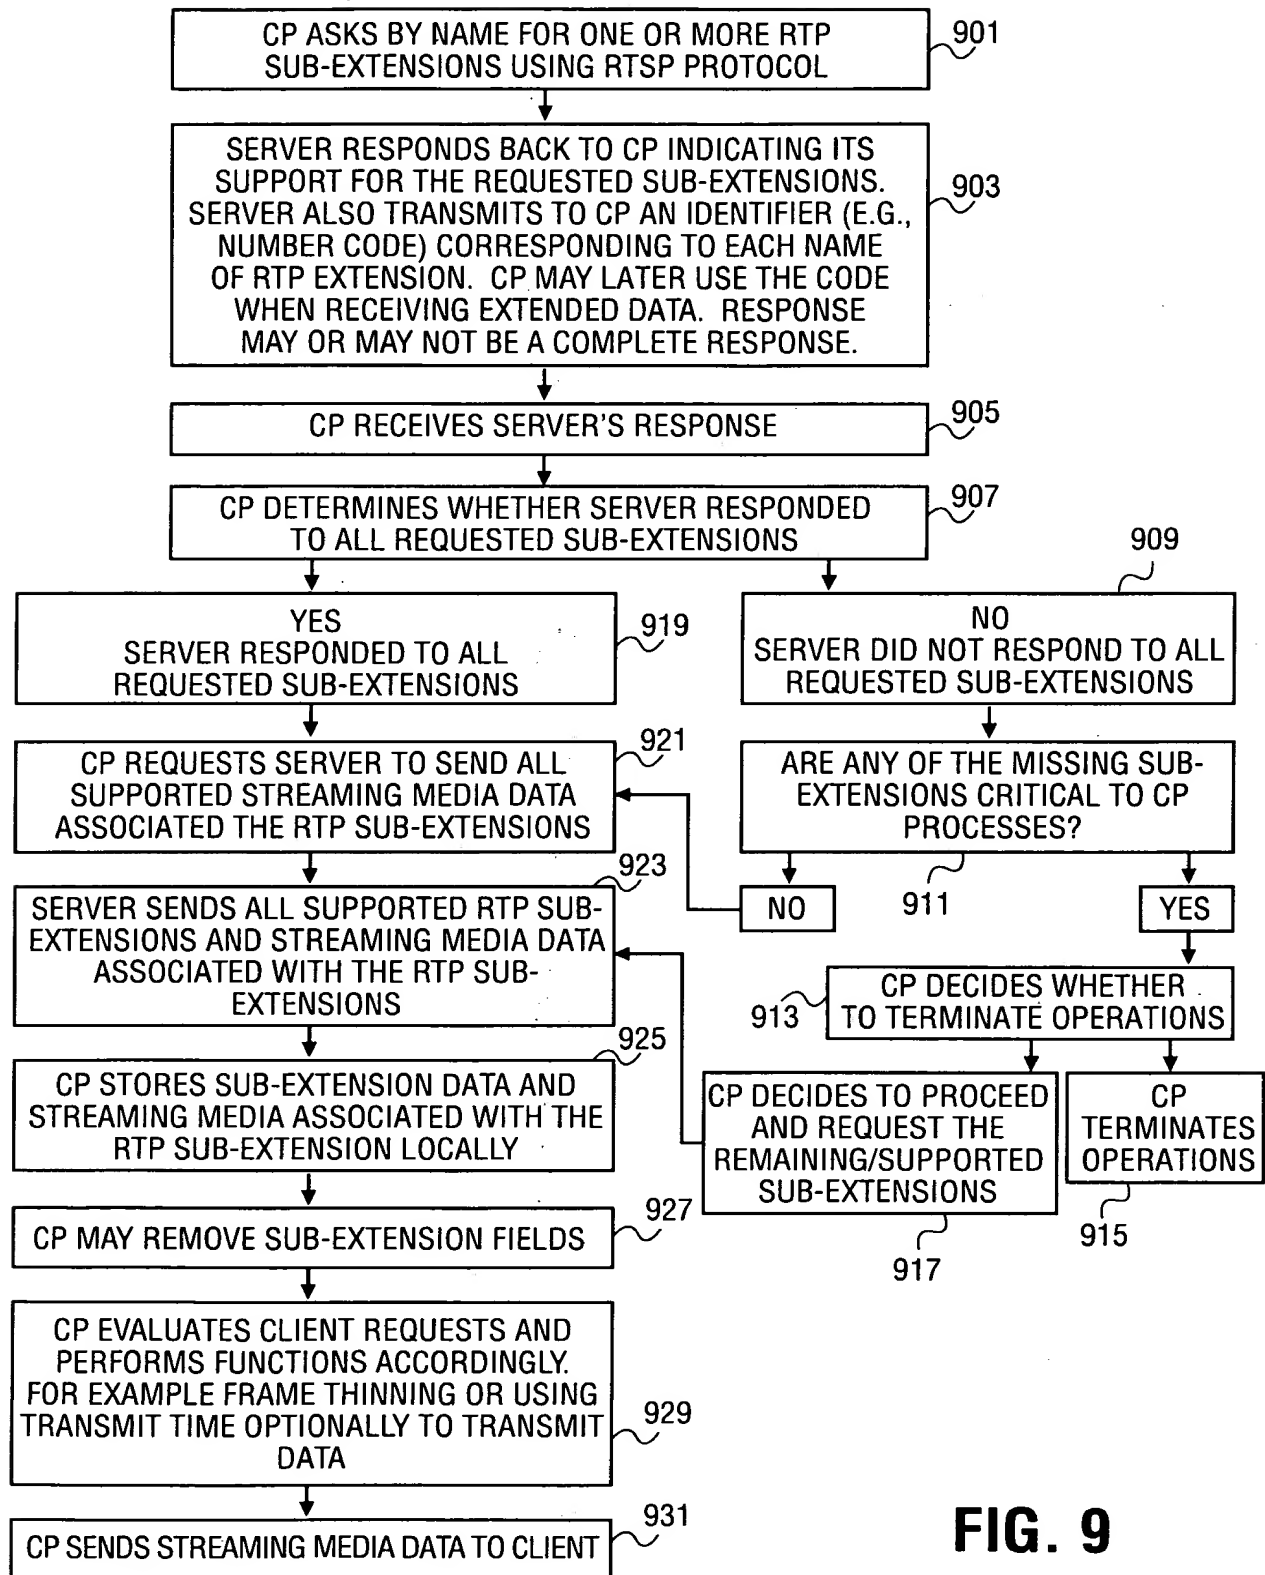 CP ASKS BY NAME FOR ONE OR MORE RTP
SUB-EXTENSIONS USING RTSP PROTOCOL
901
SERVER RESPONDS BACK TO CP INDICATING ITS
SUPPORT FOR THE REQUESTED SUB-EXTENSIONS.
SERVER ALSO TRANSMITS TO CP AN IDENTIFIER (E.G.,
NUMBER CODE) CORRESPONDING TO EACH NAME
OF RTP EXTENSION. CP MAY LATER USE THE CODE
WHEN RECEIVING EXTENDED DATA. RESPONSE
MAY OR MAY NOT BE A COMPLETE RESPONSE.
903
CP RECEIVES SERVER'S RESPONSE
905
CP DETERMINES WHETHER SERVER RESPONDED
TO ALL REQUESTED SUB-EXTENSIONS
907
909
YES
SERVER RESPONDED TO ALL
REQUESTED SUB-EXTENSIONS
919
NO
SERVER DID NOT RESPOND TO ALL
REQUESTED SUB-EXTENSIONS
CP REQUESTS SERVER TO SEND ALL
SUPPORTED STREAMING MEDIA DATA
ASSOCIATED THE RTP SUB-EXTENSIONS
921
ARE ANY OF THE MISSING SUB-
EXTENSIONS CRITICAL TO CP
PROCESSES?
911
NO
YES
923
SERVER SENDS ALL SUPPORTED RTP SUB-
EXTENSIONS AND STREAMING MEDIA DATA
ASSOCIATED WITH THE RTP SUB-
EXTENSIONS
CP DECIDES WHETHER
TO TERMINATE OPERATIONS
913
925
CP STORES SUB-EXTENSION DATA AND
STREAMING MEDIA ASSOCIATED WITH THE
RTP SUB-EXTENSION LOCALLY
CP DECIDES TO PROCEED
AND REQUEST THE
REMAINING/SUPPORTED
SUB-EXTENSIONS
917
CP
TERMINATES
OPERATIONS
915
CP MAY REMOVE SUB-EXTENSION FIELDS
927
CP EVALUATES CLIENT REQUESTS AND
PERFORMS FUNCTIONS ACCORDINGLY.
FOR EXAMPLE FRAME THINNING OR USING
TRANSMIT TIME OPTIONALLY TO TRANSMIT
DATA
929
CP SENDS STREAMING MEDIA DATA TO CLIENT
931
FIG. 9